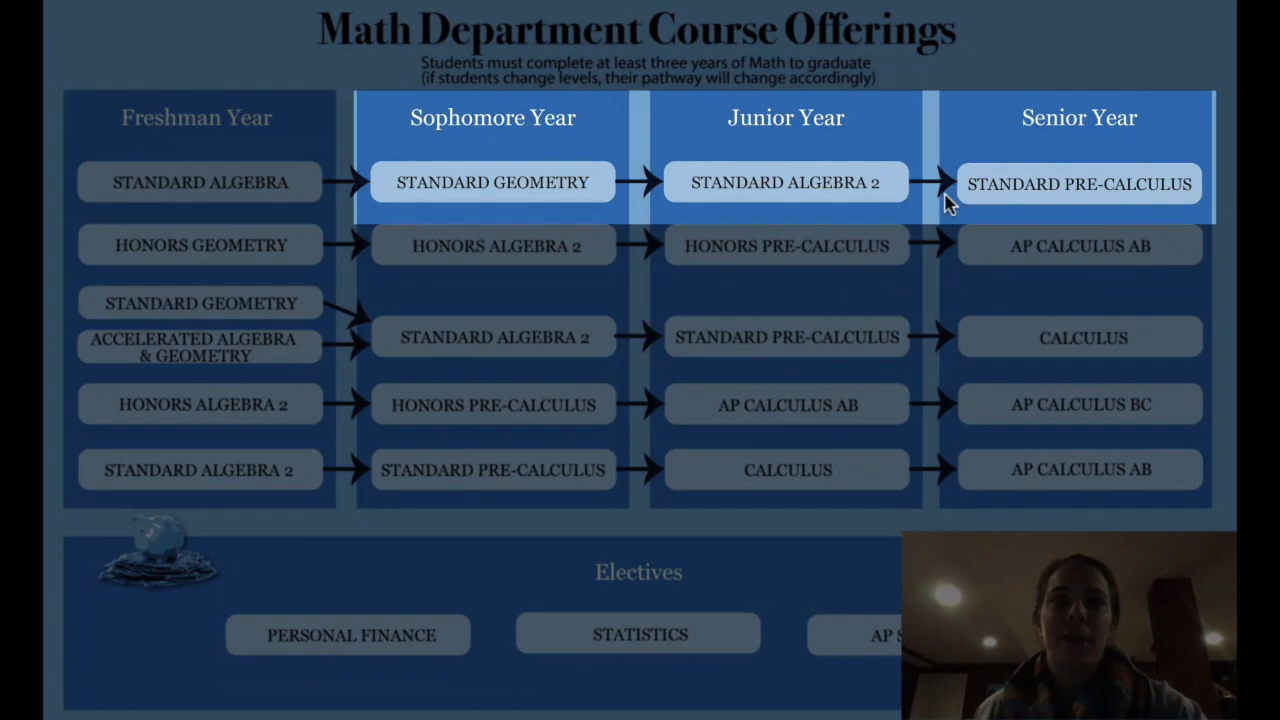 Math Department Course Offerings
Students must complete at least three years of Math to graduate
(if students change levels, their pathway will change accordingly)
Freshman Year
Sophomore Year
Junior Year
Senior Year
STANDARD ALGEBRA
STANDARD GEOMETRY
STANDARD ALGEBRA 2
STANDARD PRE-CALCULUS
HONORS GEOMETRY
HONORS ALGEBRA 2
HONORS PRE-CALCULUS
AP CALCULUS AB
STANDARD GEOMETRY
ACCELERATED ALGEBRA
& GEOMETRY
STANDARD ALGEBRA 2
STANDARD PRE-CALCULUS
CALCULUS
HONORS ALGEBRA 2
HONORS PRE-CALCULUS
AP CALCULUS AB
AP CALCULUS BC
STANDARD ALGEBRA 2
STANDARD PRE-CALCULUS
CALCULUS
AP CALCULUS AB
Electives
PERSONAL FINANCE
STATISTICS
AP